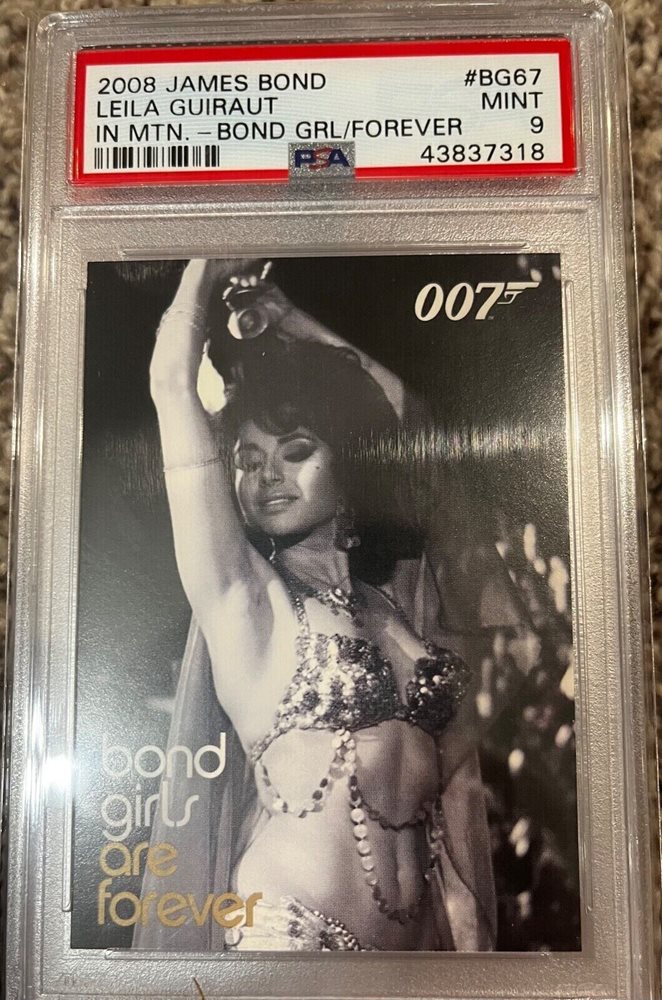 2008 JAMES BOND #BG67
LEILA GUIRAUT MINT
IN MTN. – BOND GRL/FOREVER 9
PSA 43837318
007
bond
girls
are
forever